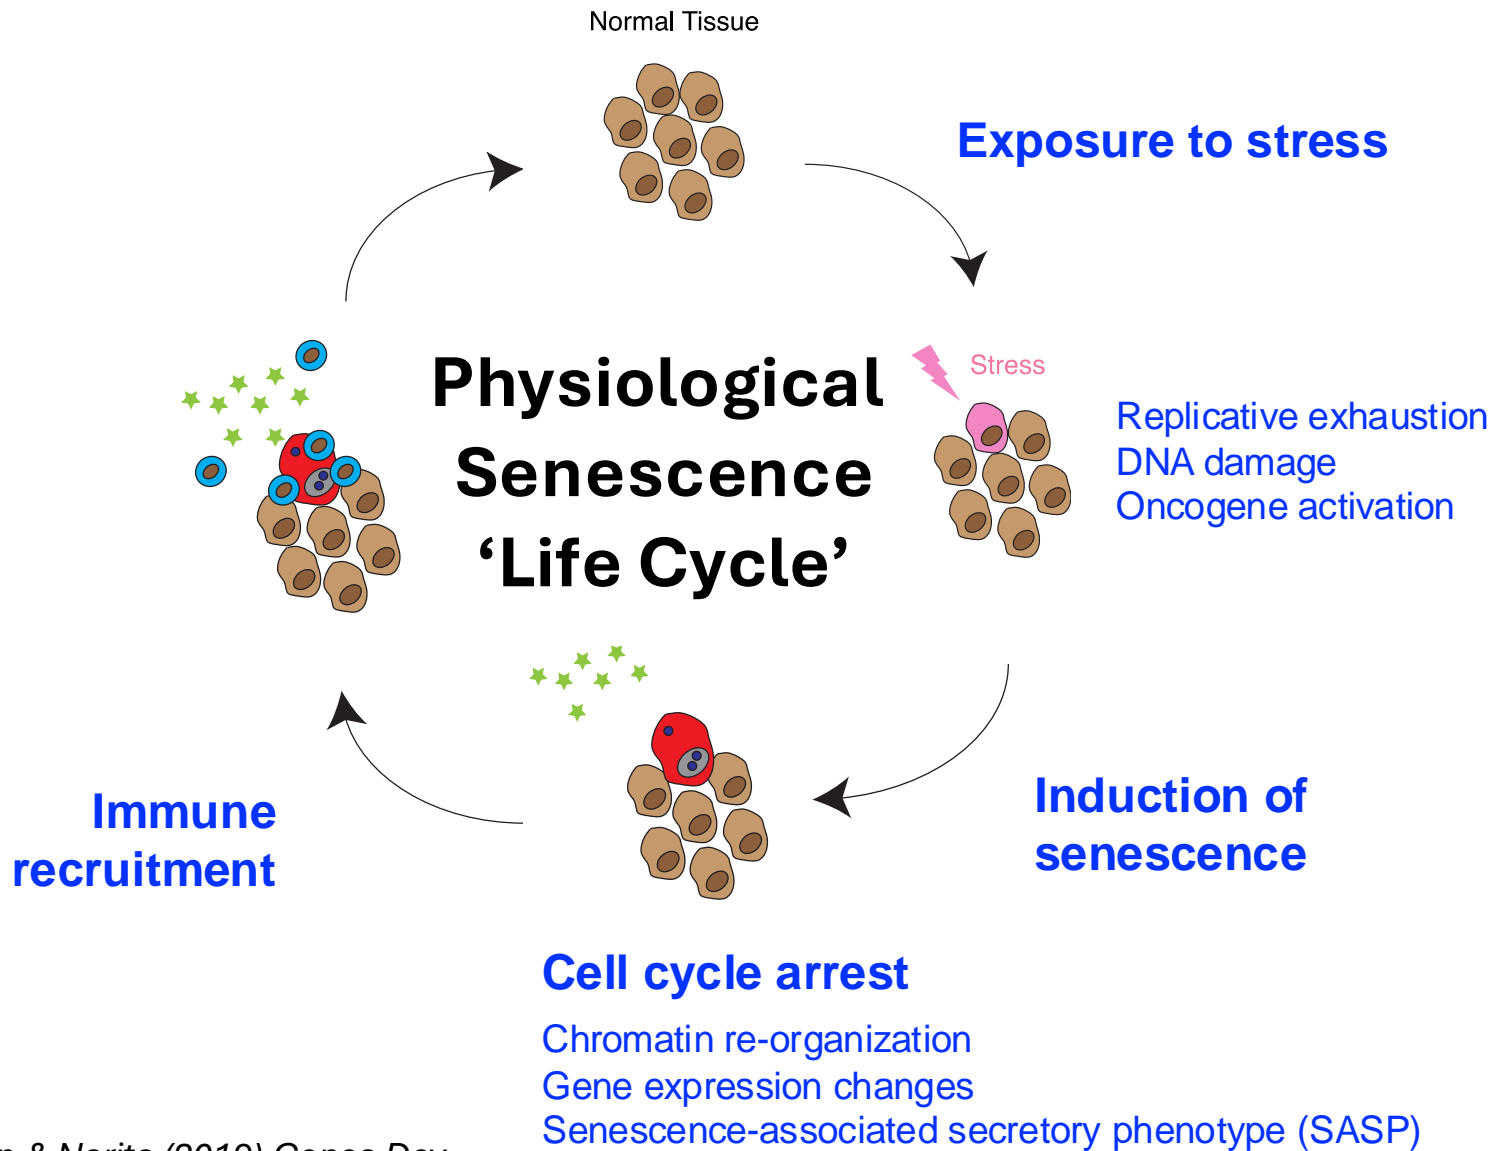 Normal Tissue
Exposure to stress
Physiological
Senescence
‘Life Cycle’
Stress
Replicative exhaustion
DNA damage
Oncogene activation
Induction of
senescence
Immune
recruitment
Cell cycle arrest
Chromatin re-organization
Gene expression changes
Senescence-associated secretory phenotype (SASP)